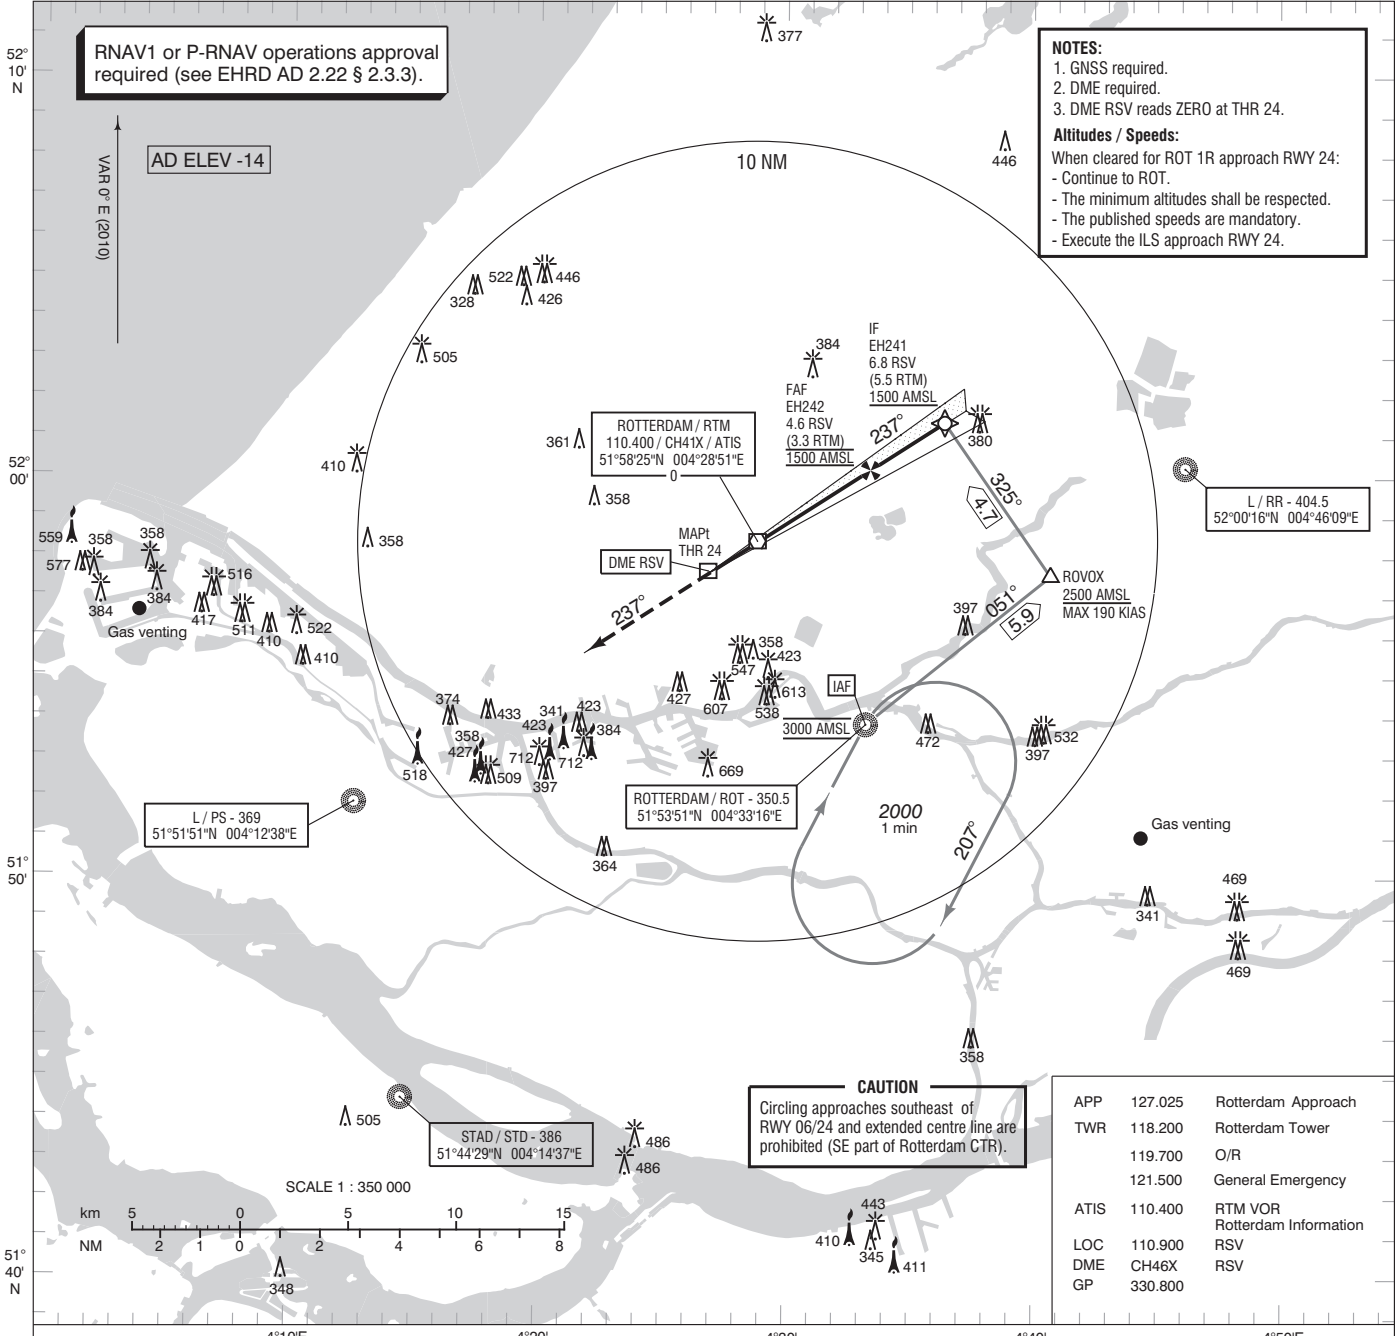 RNAV1 or P-RNAV operations approval
required (see EHRD AD 2.22 § 2.3.3).
52°
10'
N
VAR 0° E (2010)
AD ELEV -14
377
446
NOTES:
1. GNSS required.
2. DME required.
3. DME RSV reads ZERO at THR 24.
Altitudes / Speeds:
When cleared for ROT 1R approach RWY 24:
- Continue to ROT.
- The minimum altitudes shall be respected.
- The published speeds are mandatory.
- Execute the ILS approach RWY 24.
10 NM
522
446
328
426
505
384
IF
EH241
6.8 RSV
(5.5 RTM)
1500 AMSL
FAF
EH242
4.6 RSV
(3.3 RTM)
1500 AMSL
237°
380
ROTTERDAM / RTM
110.400 / CH41X / ATIS
51°58'25"N 004°28'51"E
0
361
410
358
358
52°
00'
325°
4.7
L / RR - 404.5
52°00'16"N 004°46'09"E
MAPt
THR 24
DME RSV
237°
ROVOX
2500 AMSL
MAX 190 KIAS
051°
5.9
559
358
358
577
384
384
516
417
511
410
522
410
Gas venting
397
358
547
423
427
607
613
538
IAF
3000 AMSL
472
532
397
374
433
358
427
509
518
341
423
423
384
712
712
397
669
ROTTERDAM / ROT - 350.5
51°53'51"N 004°33'16"E
2000
1 min
207°
L / PS - 369
51°51'51"N 004°12'38"E
364
51°
50'
Gas venting
341
469
469
358
505
STAD / STD - 386
51°44'29"N 004°14'37"E
486
486
CAUTION
Circling approaches southeast of
RWY 06/24 and extended centre line are
prohibited (SE part of Rotterdam CTR).
443
410
345
411
SCALE 1 : 350 000
km 5 0 5 10 15
NM 2 1 0 2 4 6 8
348
51°
40'
N
APP 127.025 Rotterdam Approach
TWR 118.200 Rotterdam Tower
119.700 O/R
121.500 General Emergency
ATIS 110.400 RTM VOR
Rotterdam Information
LOC 110.900 RSV
DME CH46X RSV
GP 330.800